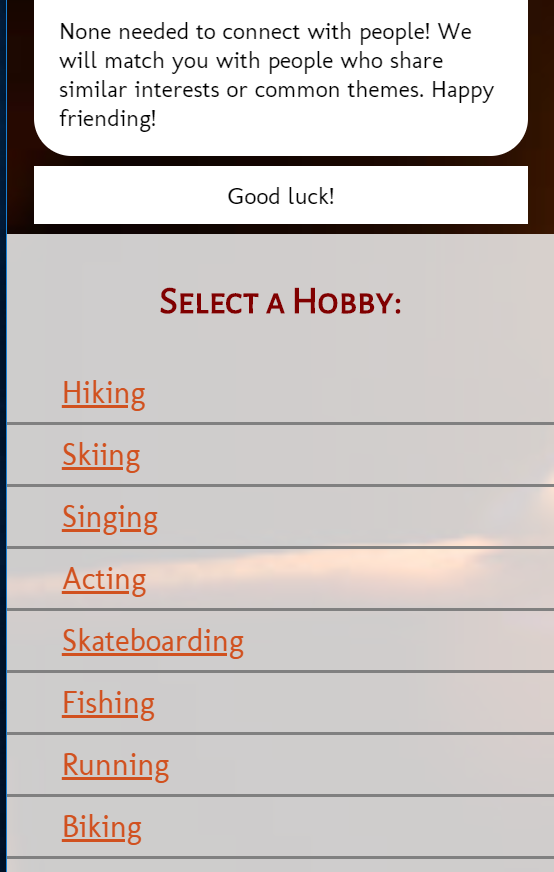 None needed to connect with people! We
will match you with people who share
similar interests or common themes. Happy
friending!
Good luck!
Select a Hobby:
Hiking
Skiing
Singing
Acting
Skateboarding
Fishing
Running
Biking